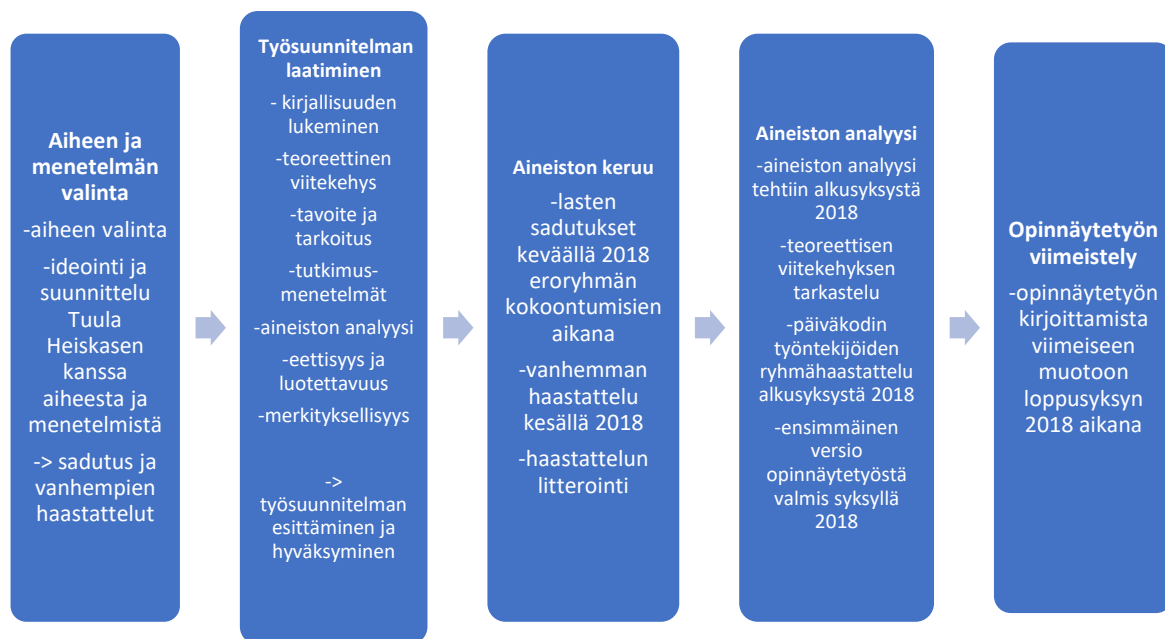 Aiheen ja
menetelmän
valinta
-aiheen valinta
-ideointi ja
suunnittelu
Tuula
Heiskasen
kanssa
aiheesta ja
menetelmistä
-> sadutus ja
vanhempien
haastattelut
Työsuunnitelman
laatiminen
- kirjallisuuden
lukeminen
-teoreettinen
viitekehys
-tavoite ja
tarkoitus
-tutkimus-
menetelmät
-aineiston analyysi
-eettisyys ja
luotettavuus
-merkityksellisyys
->
työsuunnitelman
esittäminen ja
hyväksyminen
Aineiston keruu
-lasten
sadutukset
keväällä 2018
eroryhmän
kokoontumisien
aikana
-vanhemman
haastattelu
kesällä 2018
-haastattelun
litterointi
Aineiston analyysi
-aineiston analyysi
tehtiin alkusyksystä
2018
-teoreettisen
viitekehyksen
tarkastelu
-päiväkodin
työntekijöiden
ryhmähaastattelu
alkusyksystä 2018
-ensimmäinen
versio
opinnäytetyöstä
valmis syksyllä
2018
Opinnäytetyön
viimeistely
-opinnäytetyön
kirjoittamista
viimeiseen
muotoon
loppusyksyn
2018 aikana